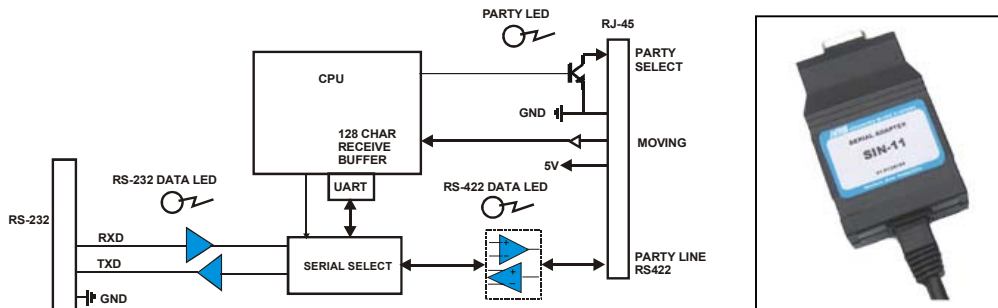 PARTY LED
RJ-45
PARTY
SELECT
CPU
GND
128 CHAR
RECEIVE
BUFFER
MOVING
5V
UART
RS-232 DATA LED
RS-422 DATA LED
RS-232
RXD
TXD
SERIAL SELECT
PARTY LINE
RS422
GND
SERIAL ADAPTER
SIN-11